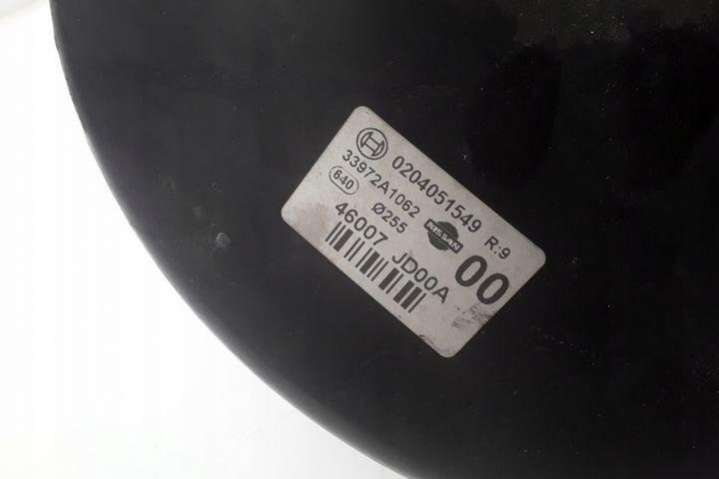 0204051549 R:9
33972A1062
640 Ø255 NISSAN 00
46007 JD00A